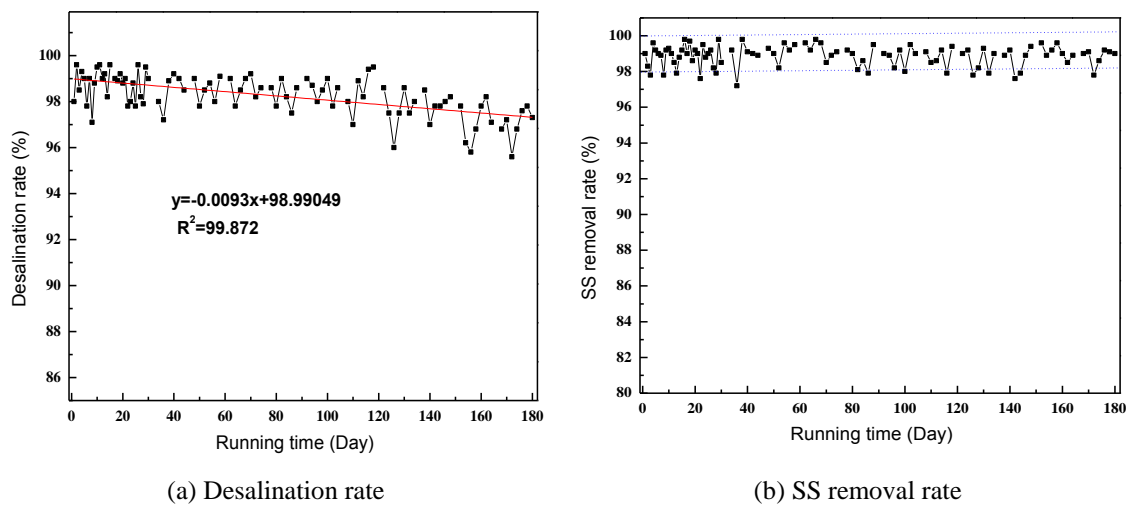 100
98
96
94
92
90
88
86
Desalination rate (%)
y=-0.0093x+98.99049
R²=99.872
0 20 40 60 80 100 120 140 160 180
Running time (Day)
(a) Desalination rate
100
98
96
94
92
90
88
86
84
82
80
SS removal rate (%)
0 20 40 60 80 100 120 140 160 180
Running time (Day)
(b) SS removal rate